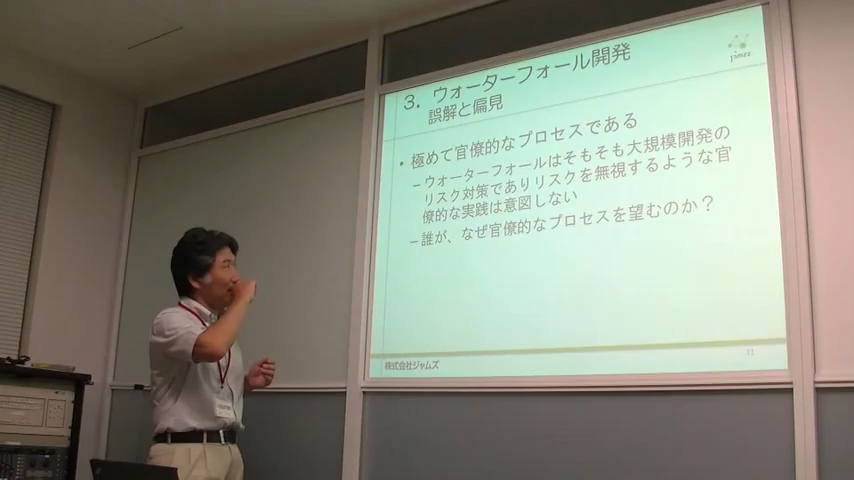 3. ウォーターフォール開発
誤解と偏見
Jamzz
• 極めて官僚的なプロセスである
– ウォーターフォールはそもそも大規模開発の
リスク対策でありリスクを無視するような官
僚的な実践は意図しない
– 誰が、なぜ官僚的なプロセスを望むのか？
株式会社ジャムズ
11